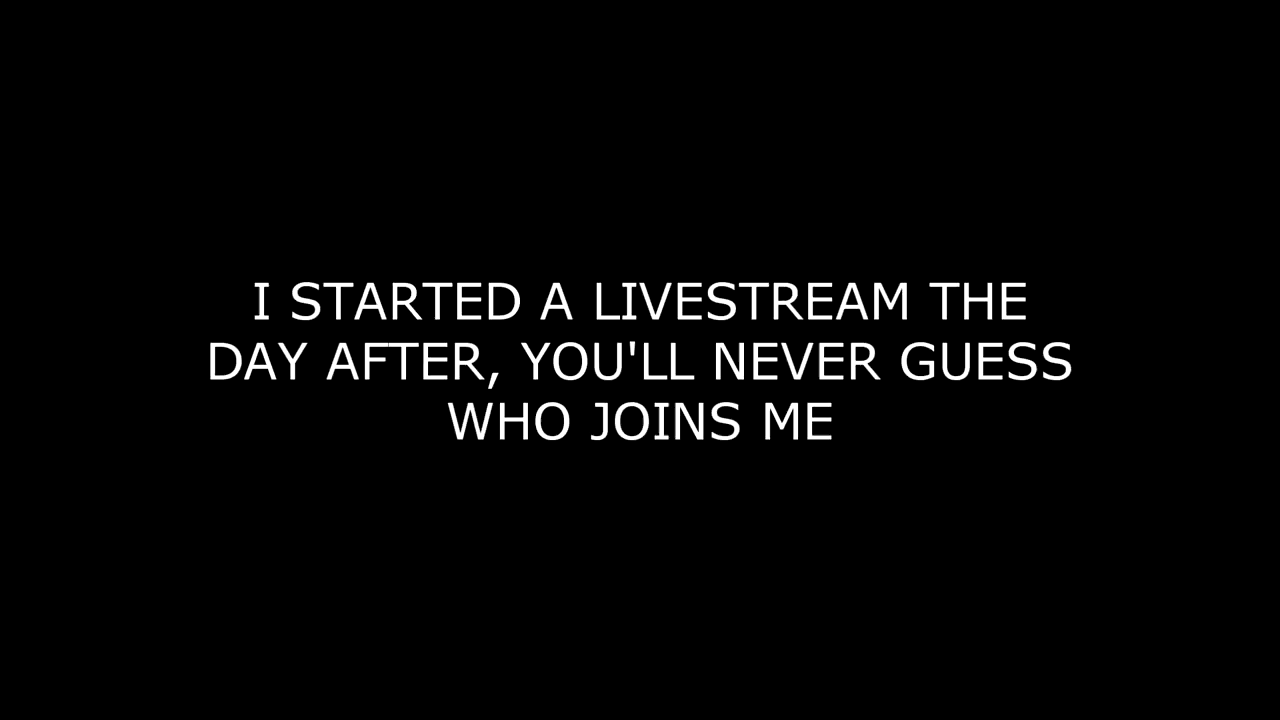 I STARTED A LIVESTREAM THE
DAY AFTER, YOU'LL NEVER GUESS
WHO JOINS ME